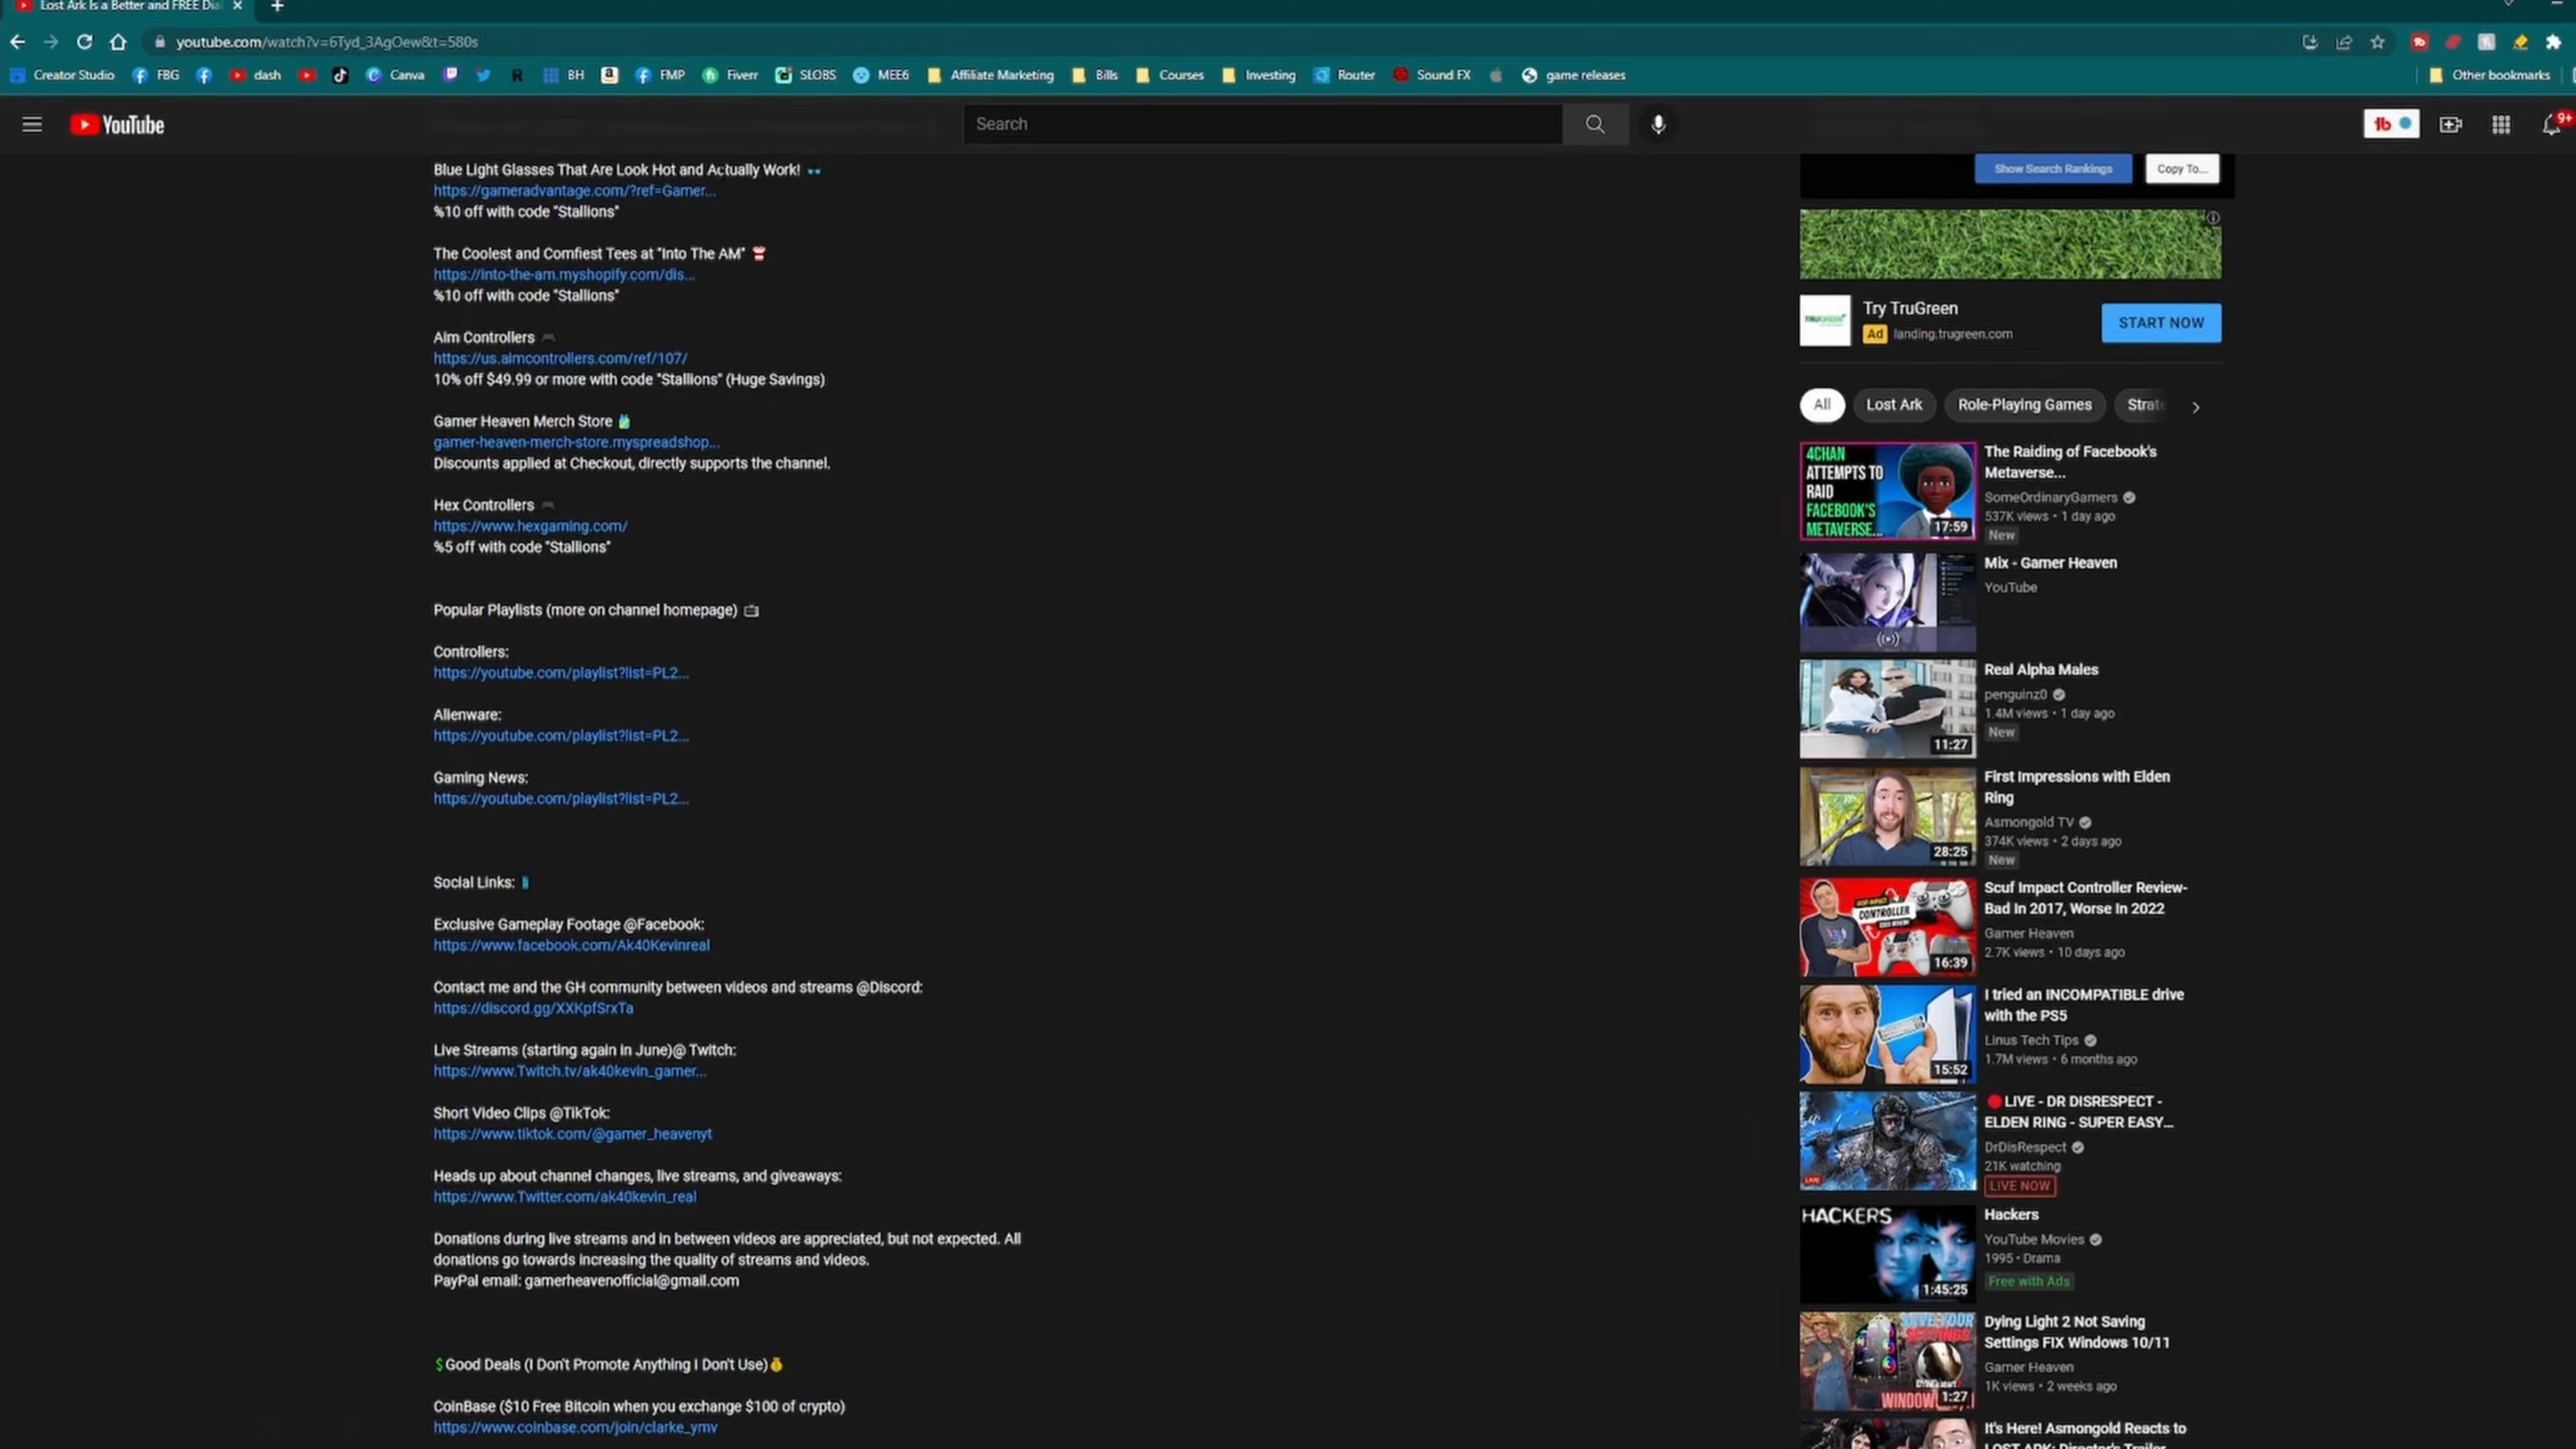 Lost Ark Is a Better and FREE Dia
youtube.com/watch?v=6Tyd_3AgOew&t=580s
Creator Studio FBG dash Canva R BH FMP Fiverr SLOBS MEE6 Affiliate Marketing Bills Courses Investing Router Sound FX game releases Other bookmarks
YouTube
Search
9+
Blue Light Glasses That Are Look Hot and Actually Work!
https://gameradvantage.com/?ref=Gamer...
%10 off with code "Stallions"
The Coolest and Comfiest Tees at "Into The AM"
https://into-the-am.myshopify.com/dis...
%10 off with code "Stallions"
Aim Controllers
https://us.aimcontrollers.com/ref/107/
10% off $49.99 or more with code "Stallions" (Huge Savings)
Gamer Heaven Merch Store
gamer-heaven-merch-store.myspreadshop...
Discounts applied at Checkout, directly supports the channel.
Hex Controllers
https://www.hexgaming.com/
%5 off with code "Stallions"
Popular Playlists (more on channel homepage)
Controllers:
https://youtube.com/playlist?list=PL2...
Alienware:
https://youtube.com/playlist?list=PL2...
Gaming News:
https://youtube.com/playlist?list=PL2...
Social Links:
Exclusive Gameplay Footage @Facebook:
https://www.facebook.com/Ak40Kevinreal
Contact me and the GH community between videos and streams @Discord:
https://discord.gg/XXKpfSrxTa
Live Streams (starting again in June)@ Twitch:
https://www.Twitch.tv/ak40kevin_gamer...
Short Video Clips @TikTok:
https://www.tiktok.com/@gamer_heavenyt
Heads up about channel changes, live streams, and giveaways:
https://www.Twitter.com/ak40kevin_real
Donations during live streams and in between videos are appreciated, but not expected. All
donations go towards increasing the quality of streams and videos.
PayPal email: gamerheavenofficial@gmail.com
$Good Deals (I Don't Promote Anything I Don't Use)
CoinBase ($10 Free Bitcoin when you exchange $100 of crypto)
https://www.coinbase.com/join/clarke_ymv
Show Search Rankings
Copy To...
Try TruGreen
Ad landing.trugreen.com
START NOW
TRUGREEN
All Lost Ark Role-Playing Games Strate
4CHAN
ATTEMPTS TO
RAID
FACEBOOK'S
METAVERSE...
17:59
The Raiding of Facebook's
Metaverse...
SomeOrdinaryGamers
537K views • 1 day ago
New
Mix - Gamer Heaven
YouTube
Real Alpha Males
penguinz0
1.4M views • 1 day ago
New
11:27
First Impressions with Elden
Ring
Asmongold TV
374K views • 2 days ago
New
28:25
CONTROLLER
16:39
Scuf Impact Controller Review-
Bad In 2017, Worse In 2022
Gamer Heaven
2.7K views • 10 days ago
I tried an INCOMPATIBLE drive
with the PS5
Linus Tech Tips
1.7M views • 6 months ago
15:52
LIVE - DR DISRESPECT -
ELDEN RING - SUPER EASY...
DrDisRespect
21K watching
LIVE NOW
LIVE
HACKERS
1:45:25
Hackers
YouTube Movies
1995 • Drama
Free with Ads
SAVE YOUR
SETTINGS
WINDOW
1:27
Dying Light 2 Not Saving
Settings FIX Windows 10/11
Gamer Heaven
1K views • 2 weeks ago
It's Here! Asmongold Reacts to
LOST ARK: Director's Trailer